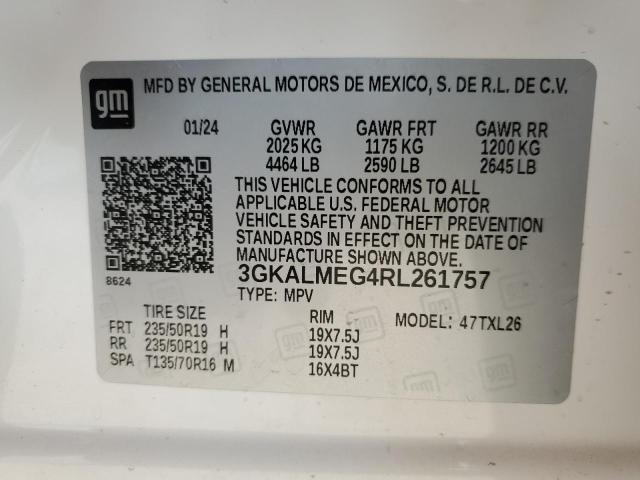 gm
MFD BY GENERAL MOTORS DE MEXICO, S. DE R.L. DE C.V.
01/24 GVWR GAWR FRT GAWR RR
2025 KG 1175 KG 1200 KG
4464 LB 2590 LB 2645 LB
THIS VEHICLE CONFORMS TO ALL
APPLICABLE U.S. FEDERAL MOTOR
VEHICLE SAFETY AND THEFT PREVENTION
STANDARDS IN EFFECT ON THE DATE OF
MANUFACTURE SHOWN ABOVE.
8624
3GKALMEG4RL261757
TYPE: MPV
TIRE SIZE RIM MODEL: 47TXL26
FRT 235/50R19 H 19X7.5J
RR 235/50R19 H 19X7.5J
SPA T135/70R16 M 16X4BT